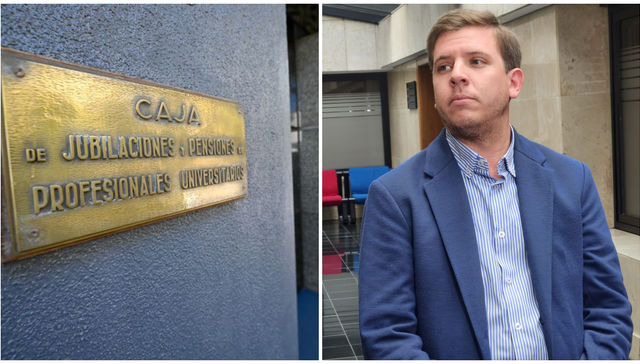 CAJA
DE JUBILACIONES Y PENSIONES DE
PROFESIONALES UNIVERSITARIOS